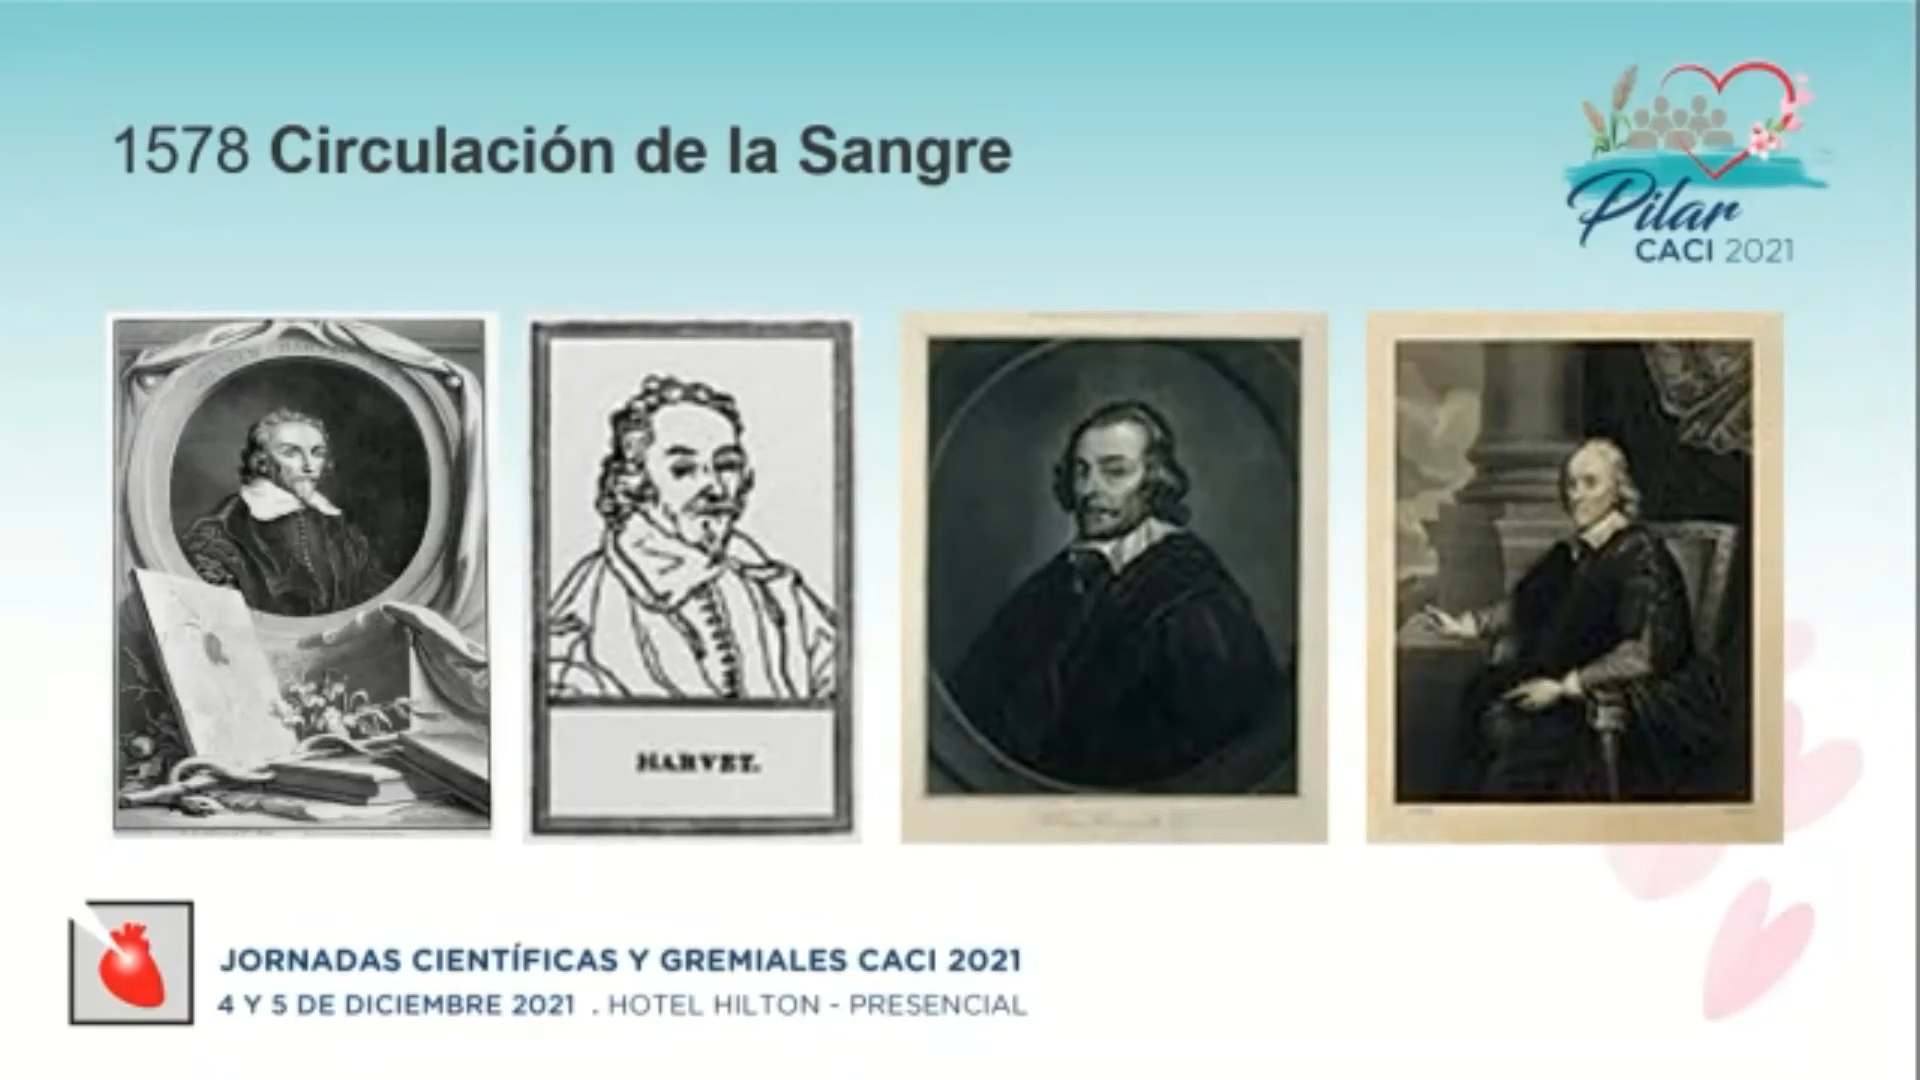 1578 Circulación de la Sangre
Pilar
CACI 2021
HARVEY.
JORNADAS CIENTÍFICAS Y GREMIALES CACI 2021
4 Y 5 DE DICIEMBRE 2021 . HOTEL HILTON - PRESENCIAL